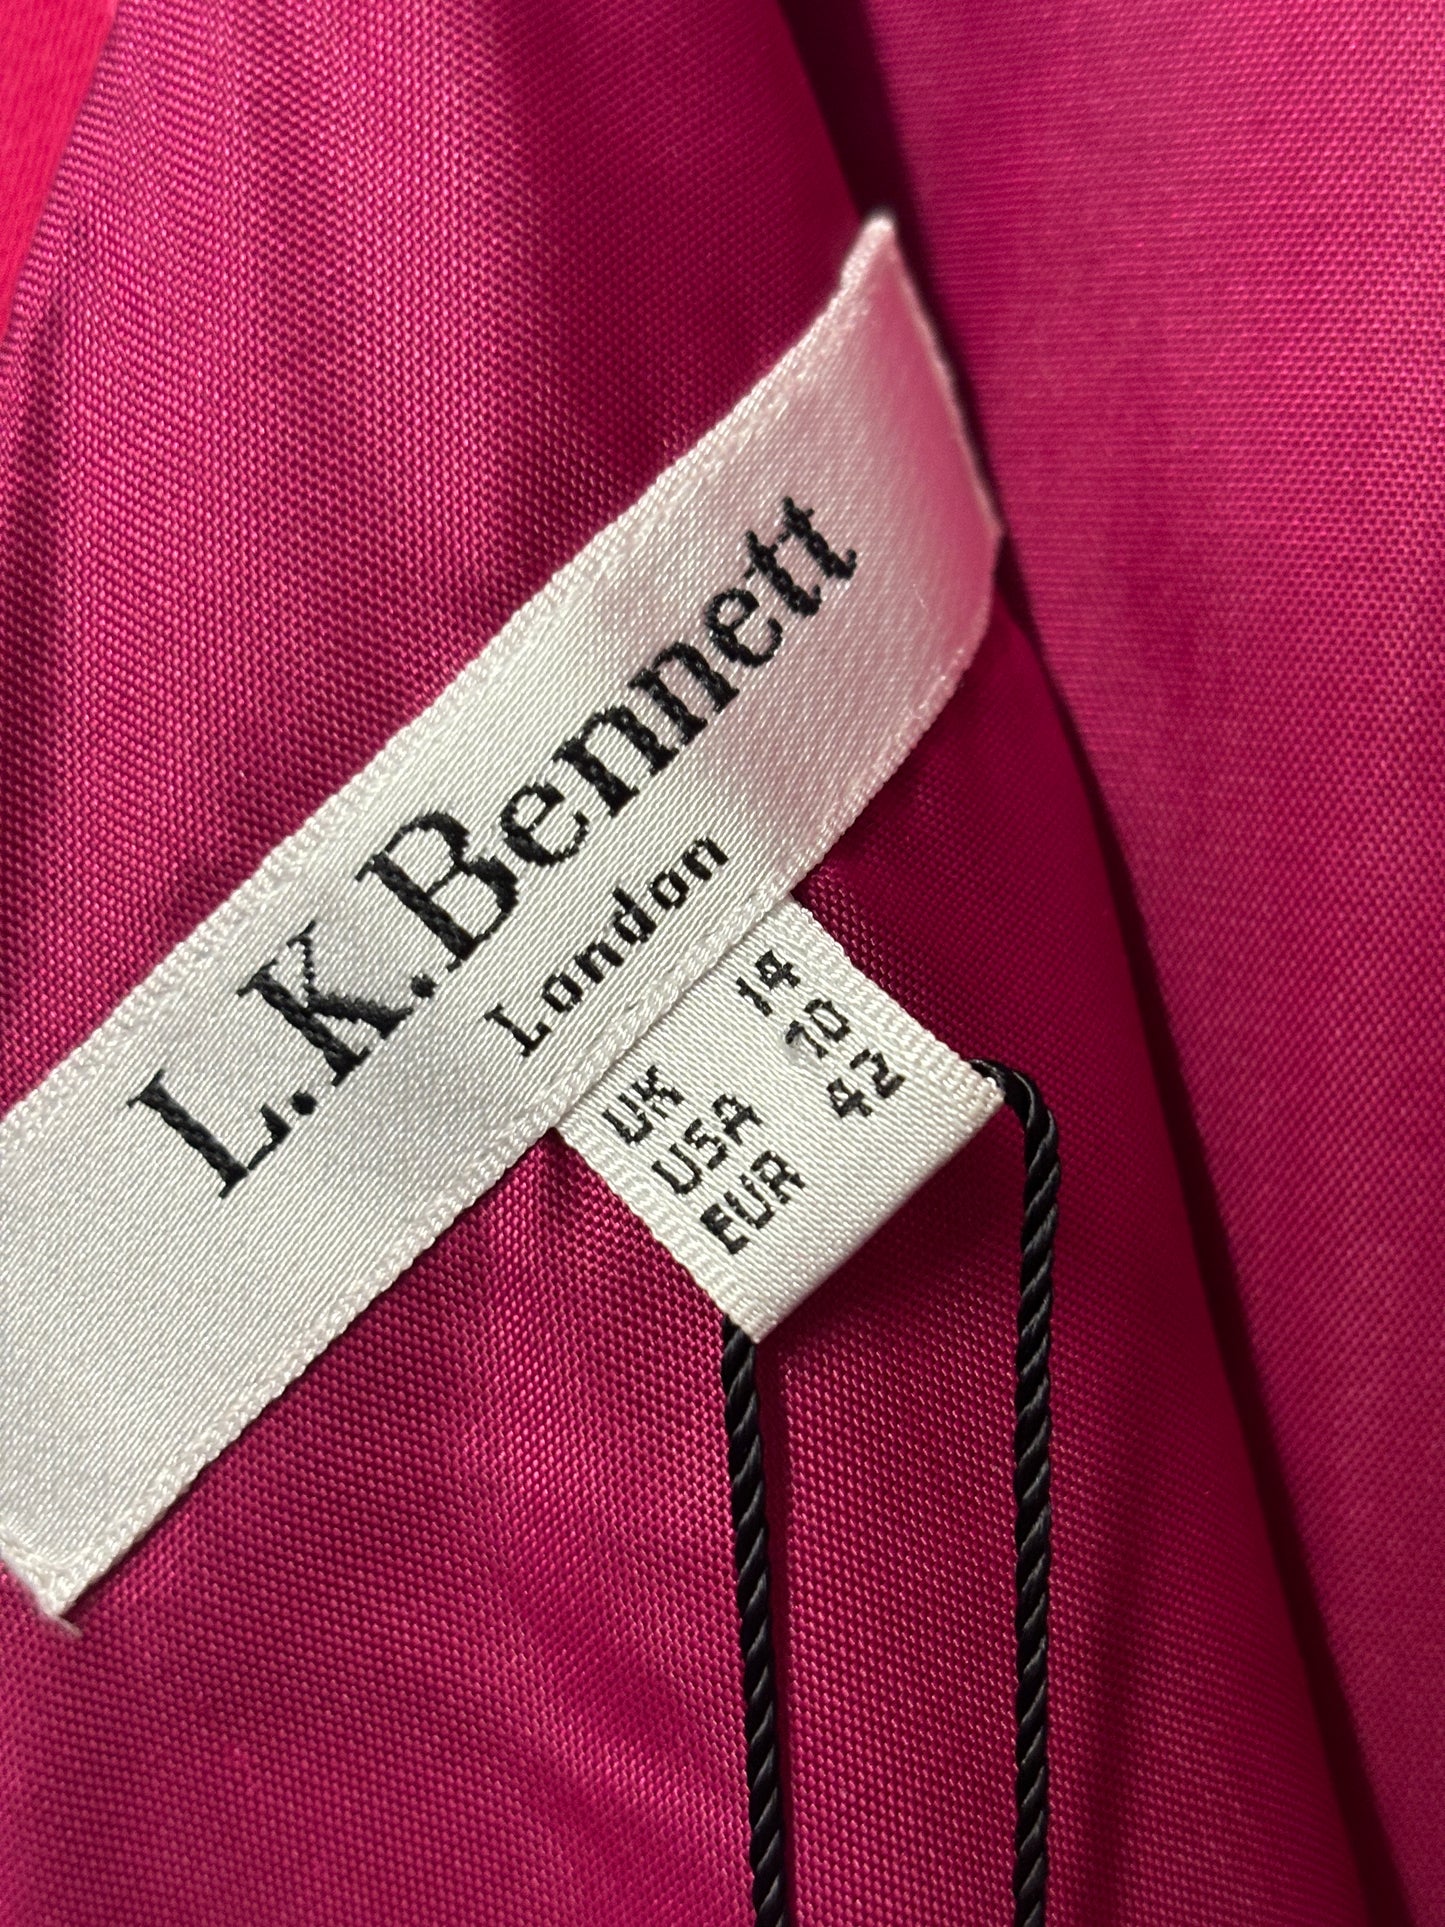 L.K.Bennett
London
UK 14
USA 10
EUR 42